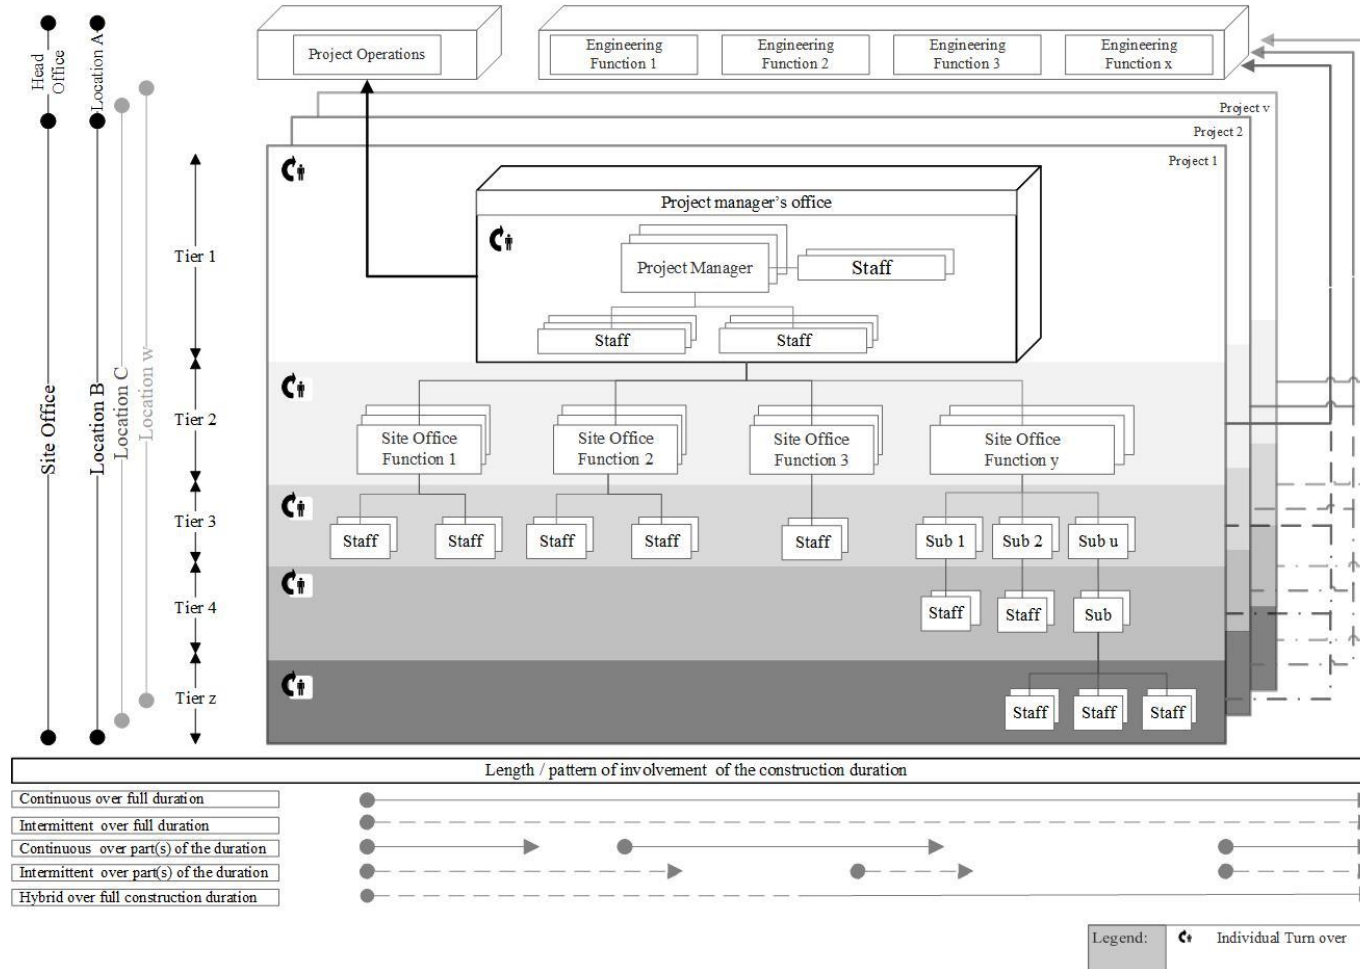 Head
Office
Location A
Project Operations
Engineering
Function 1
Engineering
Function 2
Engineering
Function 3
Engineering
Function x
Project v
Project 2
Project 1
Site Office
Location B
Location C
Location w
Tier 1
Project manager's office
Project Manager
Staff
Staff
Staff
Tier 2
Site Office
Function 1
Site Office
Function 2
Site Office
Function 3
Site Office
Function y
Tier 3
Staff
Staff
Staff
Staff
Staff
Sub 1
Sub 2
Sub u
Tier 4
Staff
Staff
Sub
Tier z
Staff
Staff
Staff
Length / pattern of involvement of the construction duration
Continuous over full duration
Intermittent over full duration
Continuous over part(s) of the duration
Intermittent over part(s) of the duration
Hybrid over full construction duration
Legend:
Individual Turn over